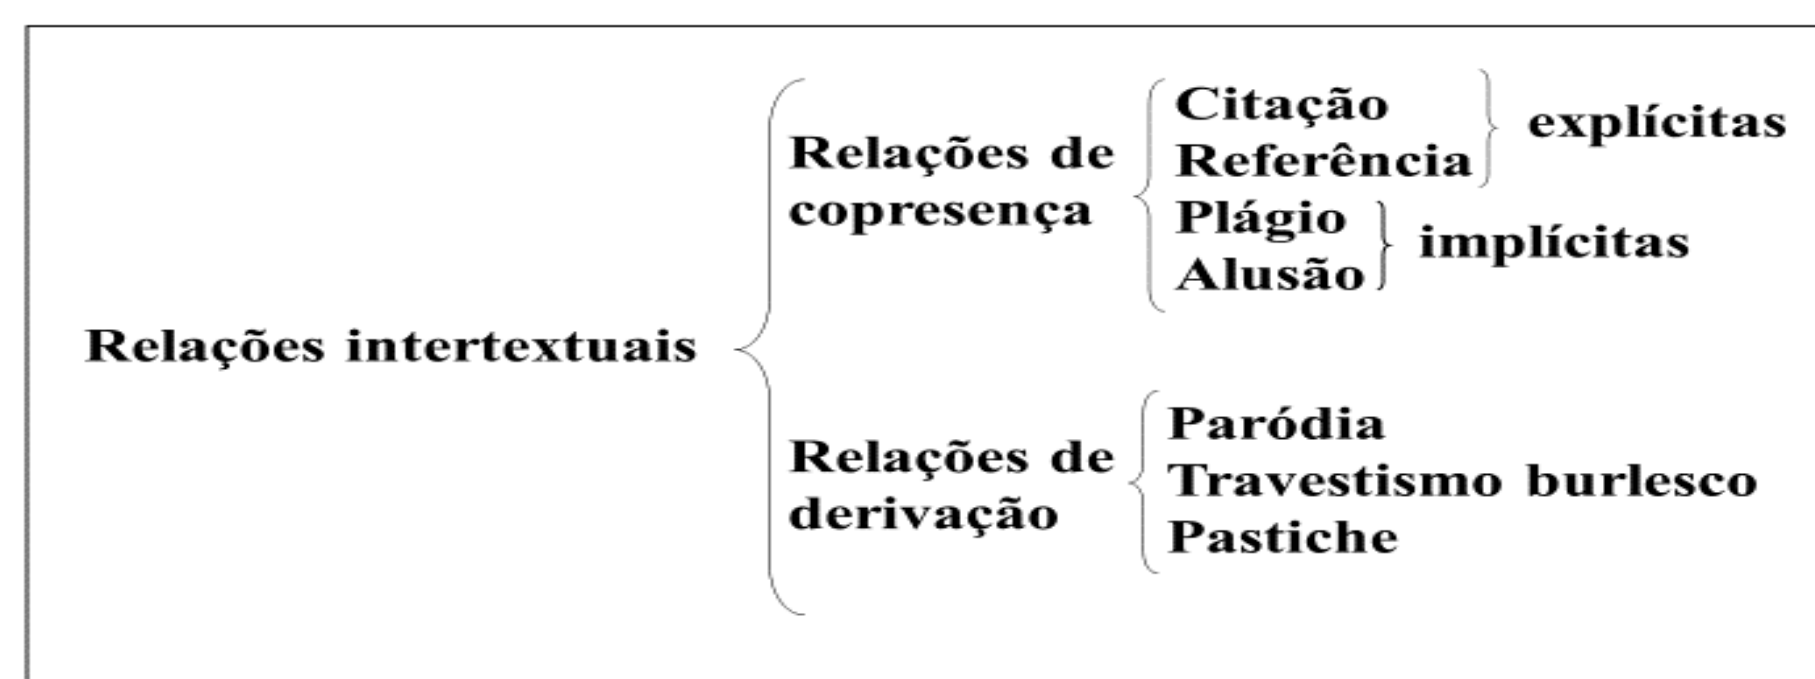 Citação
explícitas
Relações de
Referência
copresença
Plágio
implícitas
Alusão
Relações intertextuais
Paródia
Relações de
Travestismo burlesco
derivação
Pastiche